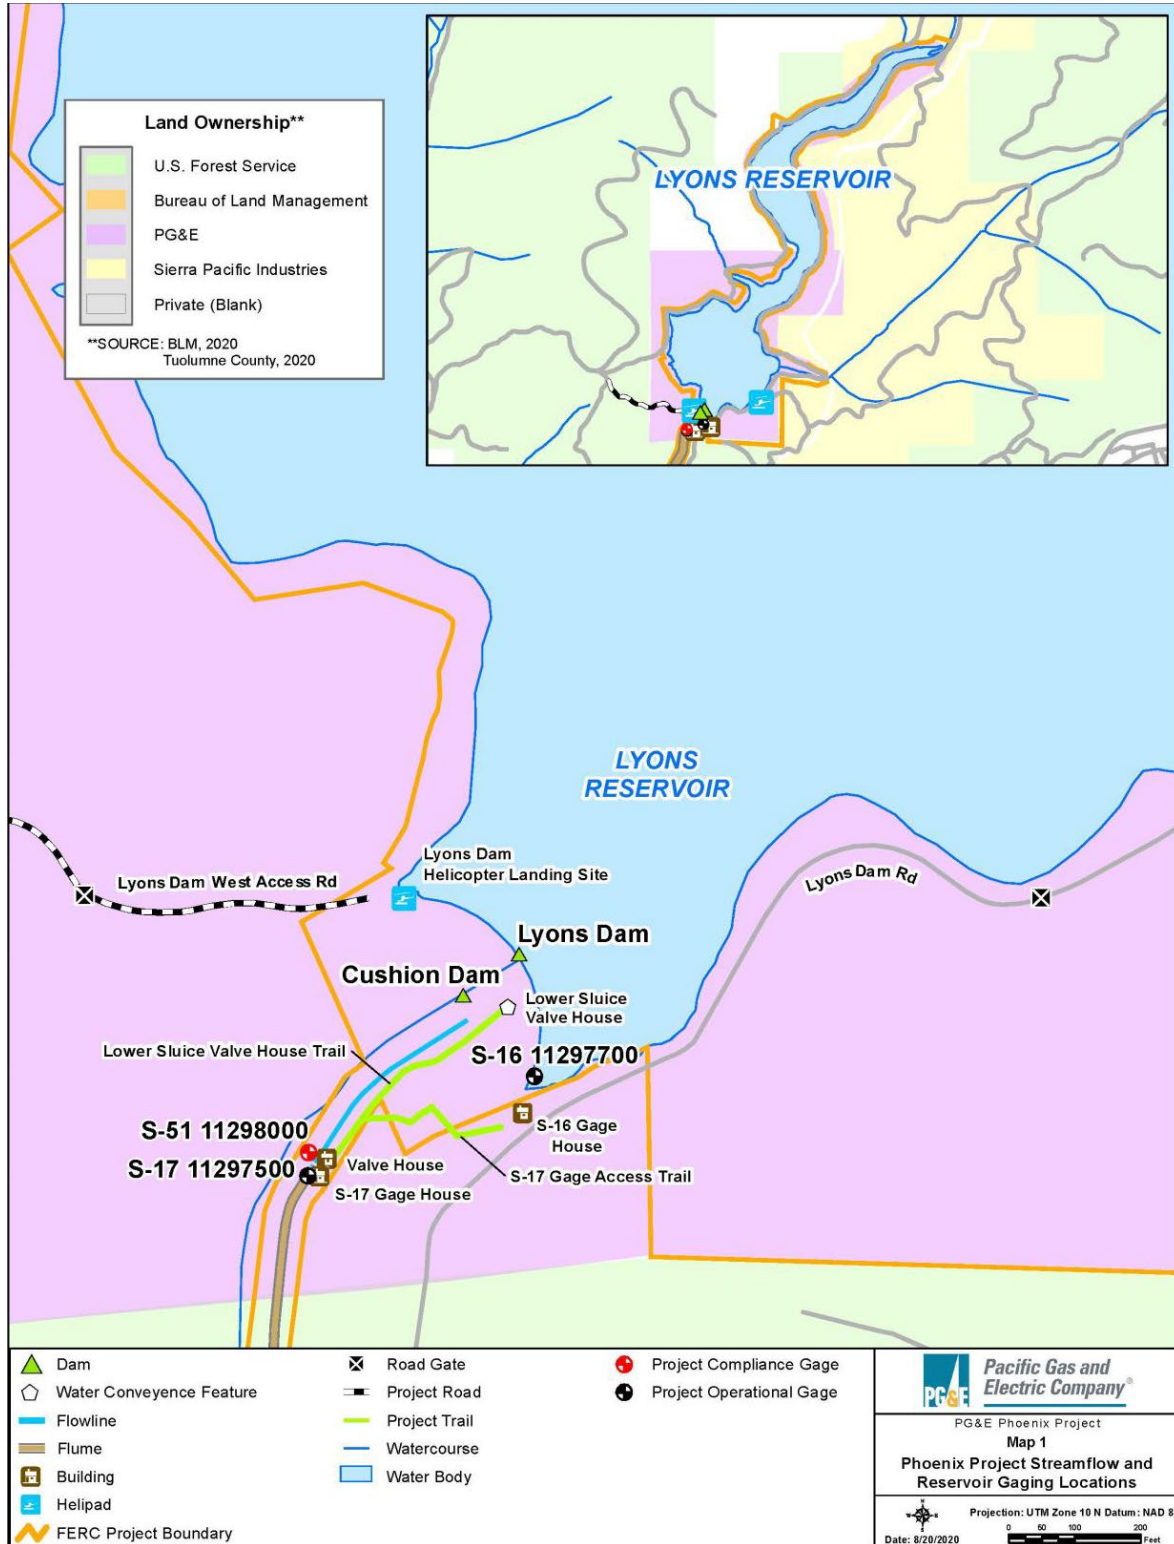 Land Ownership**
U.S. Forest Service
Bureau of Land Management
PG&E
Sierra Pacific Industries
Private (Blank)
**SOURCE: BLM, 2020
Tuolumne County, 2020
LYONS RESERVOIR
LYONS
RESERVOIR
Lyons Dam
Helicopter Landing Site
Lyons Dam West Access Rd
Lyons Dam Rd
Lyons Dam
Cushion Dam
Lower Sluice
Valve House
Lower Sluice Valve House Trail
S-16 11297700
S-51 11298000
S-16 Gage
House
Valve House
S-17 11297500
S-17 Gage Access Trail
S-17 Gage House
Dam
Water Conveyence Feature
Flowline
Flume
Building
Helipad
FERC Project Boundary
Road Gate
Project Road
Project Trail
Watercourse
Water Body
Project Compliance Gage
Project Operational Gage
PG&E
Pacific Gas and
Electric Company®
PG&E Phoenix Project
Map 1
Phoenix Project Streamflow and
Reservoir Gaging Locations
Projection: UTM Zone 10 N Datum: NAD 8
0 50 100 200
Feet
Date: 8/20/2020